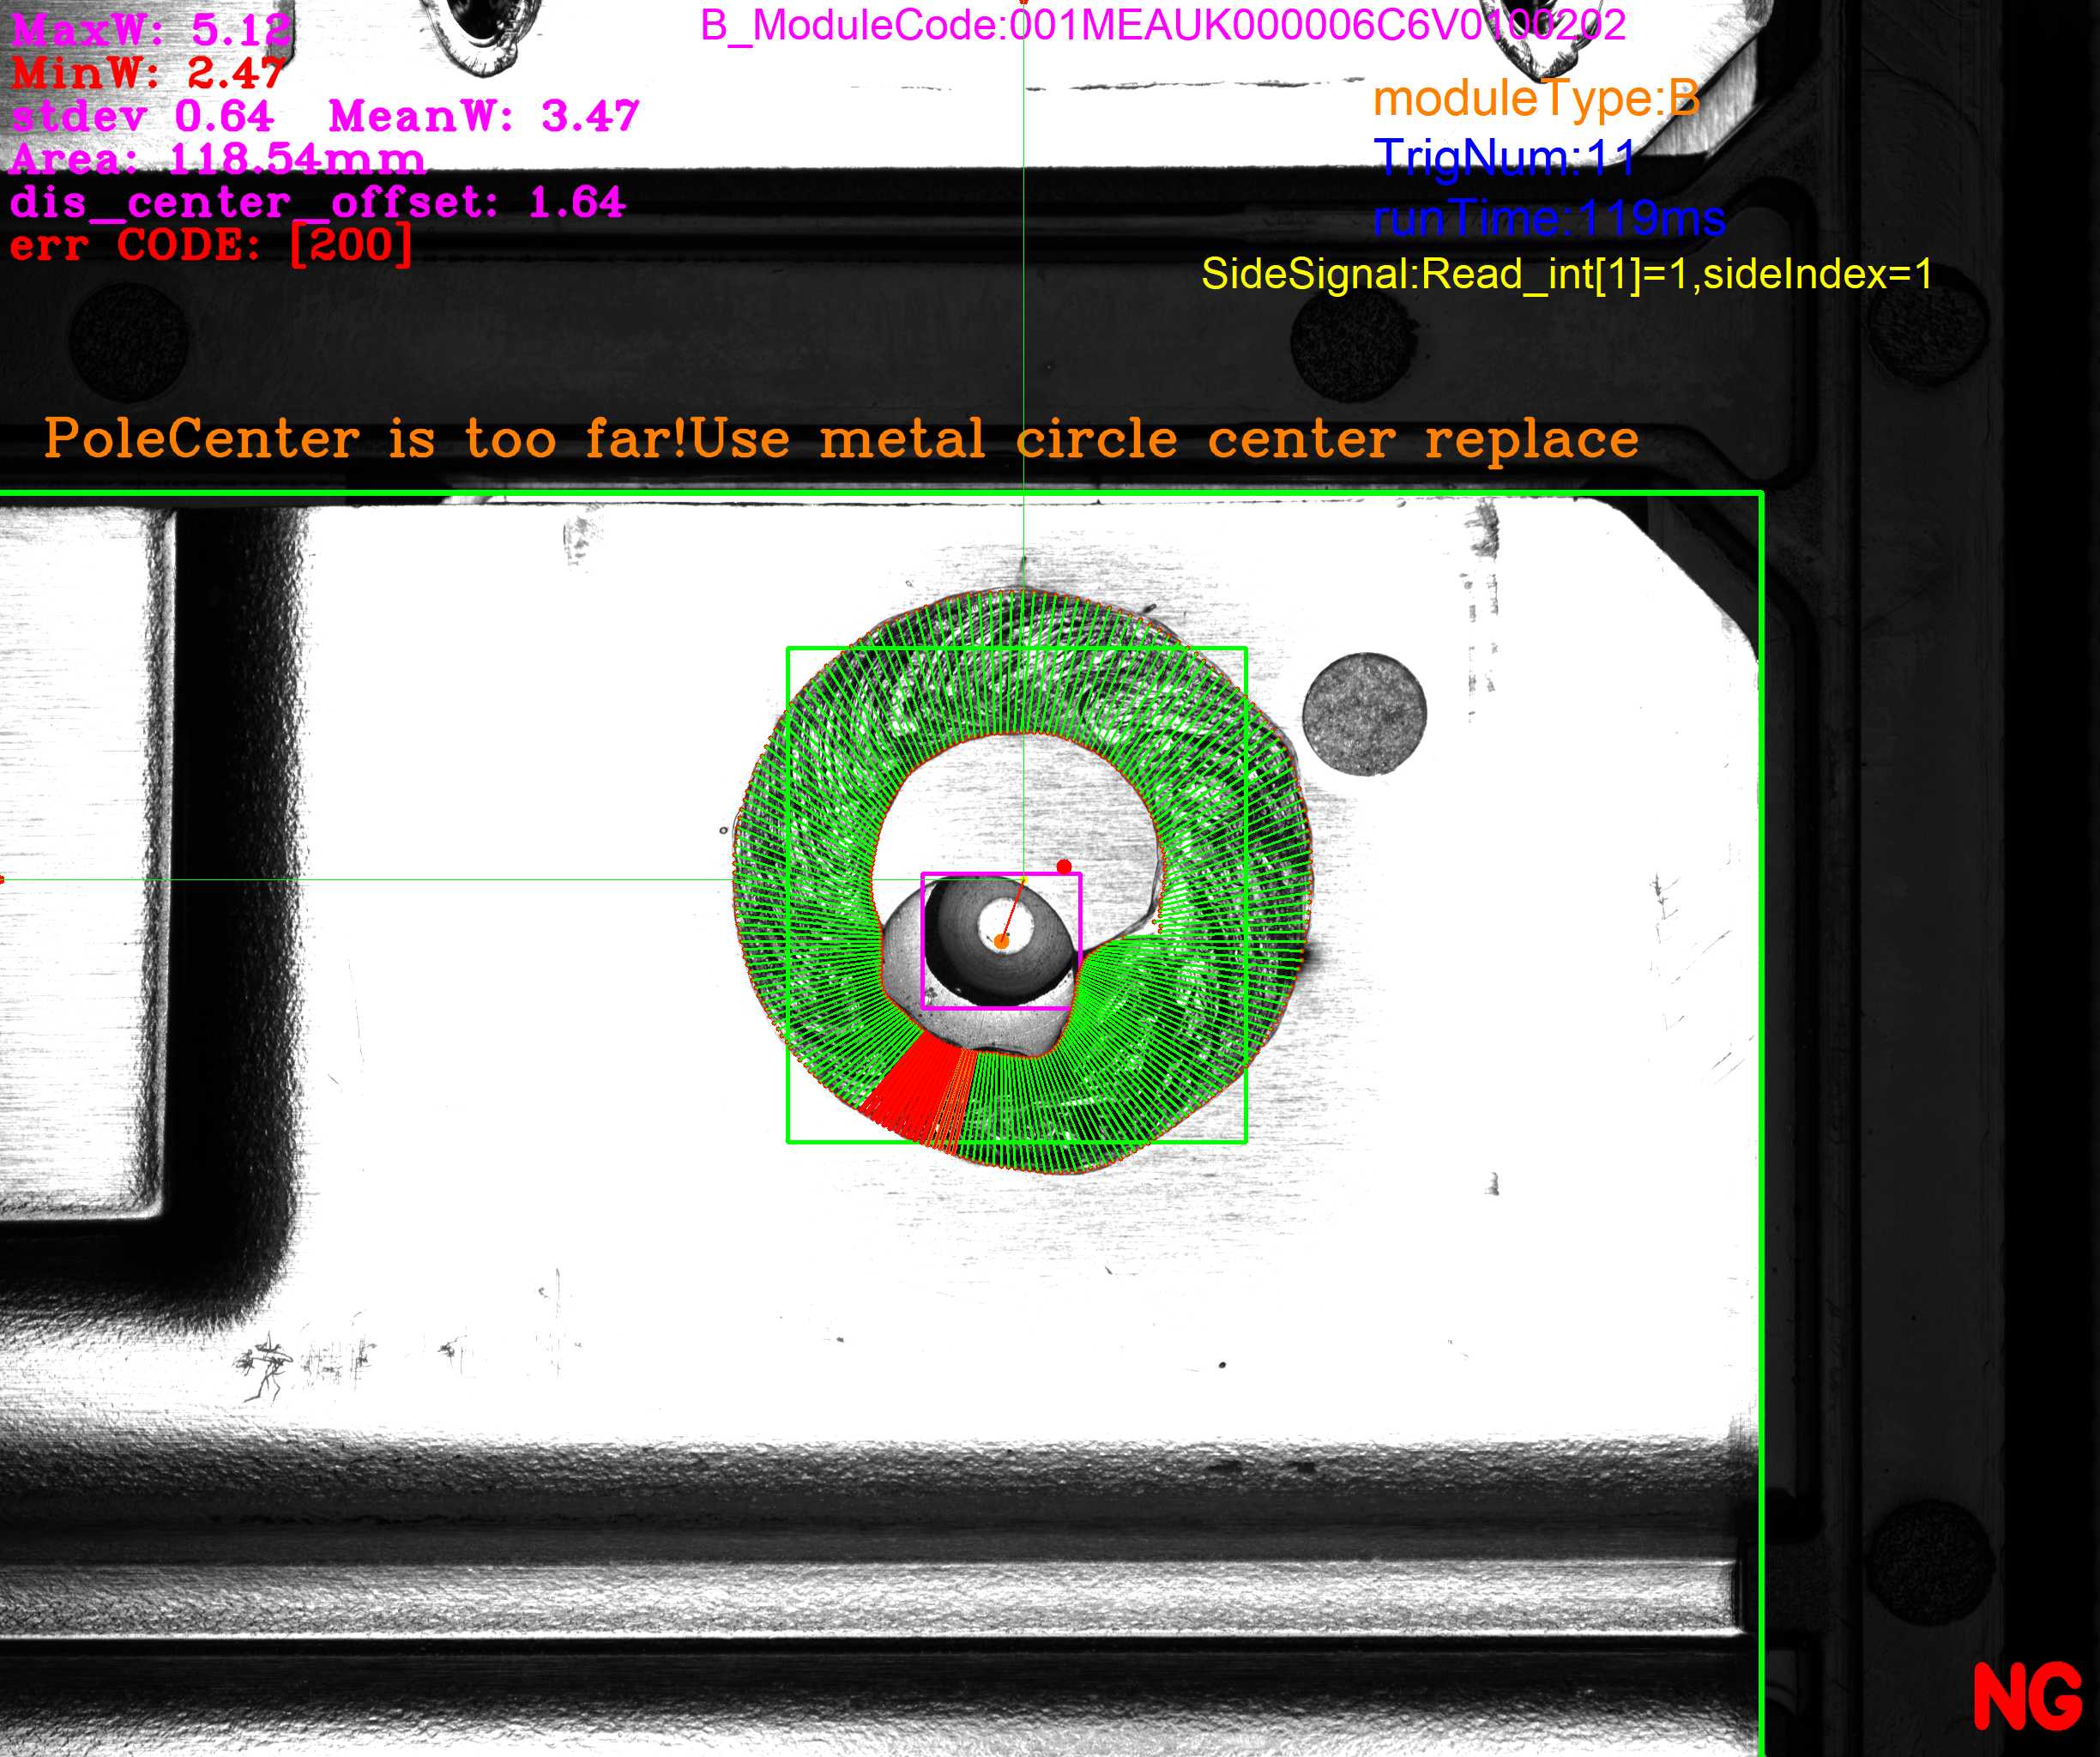 MaxW: 5.12
MinW: 2.47
stdev 0.64 MeanW: 3.47
Area: 118.54mm
dis_center_offset: 1.64
err CODE: [200]
B_ModuleCode:001MEAUK000006C6V0100202
moduleType:B
TrigNum:11
runTime:119ms
SideSignal:Read_int[1]=1,sideIndex=1
PoleCenter is too far!Use metal circle center replace
NG